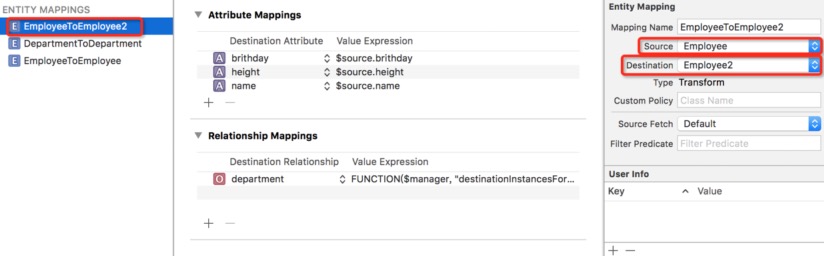 ENTITY MAPPINGS
E EmployeeToEmployee2
E DepartmentToDepartment
E EmployeeToEmployee
Attribute Mappings
Destination Attribute Value Expression
A brithday $source.brithday
A height $source.height
A name $source.name
+ −
Relationship Mappings
Destination Relationship Value Expression
O department FUNCTION($manager, "destinationInstancesFor...
+ −
Entity Mapping
Mapping Name EmployeeToEmployee2
Source Employee
Destination Employee2
Type Transform
Custom Policy Class Name
Source Fetch Default
Filter Predicate Filter Predicate
User Info
Key Value
+ −